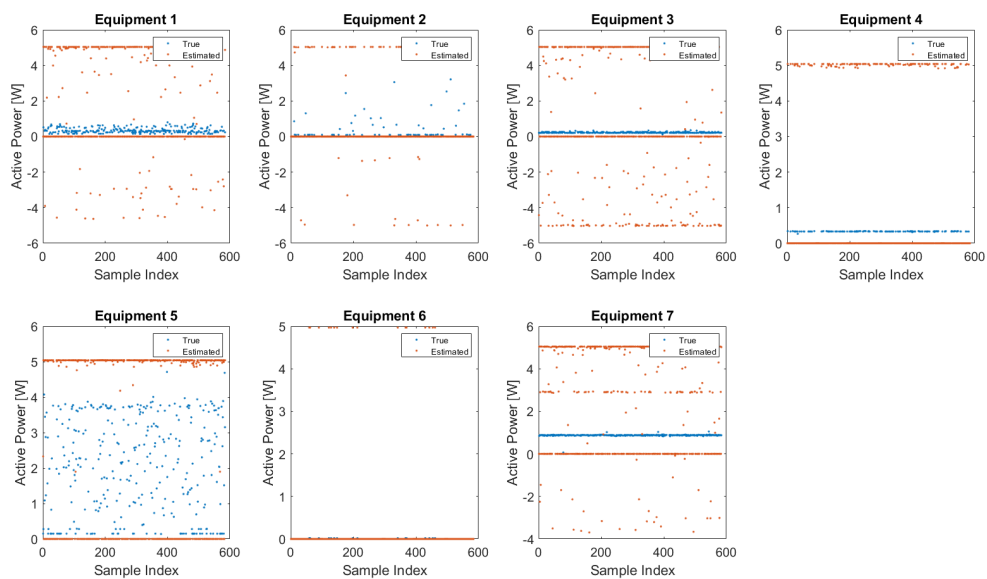 Equipment 1
6
4
2
0
-2
-4
-6
Active Power [W]
0 200 400 600
Sample Index
True
Estimated
Equipment 2
6
4
2
0
-2
-4
-6
Active Power [W]
0 200 400 600
Sample Index
True
Estimated
Equipment 3
6
4
2
0
-2
-4
-6
Active Power [W]
0 200 400 600
Sample Index
True
Estimated
Equipment 4
6
5
4
3
2
1
0
Active Power [W]
0 200 400 600
Sample Index
True
Estimated
Equipment 5
6
5
4
3
2
1
0
Active Power [W]
0 200 400 600
Sample Index
True
Estimated
Equipment 6
5
4
3
2
1
0
Active Power [W]
0 200 400 600
Sample Index
True
Estimated
Equipment 7
6
4
2
0
-2
-4
Active Power [W]
0 200 400 600
Sample Index
True
Estimated